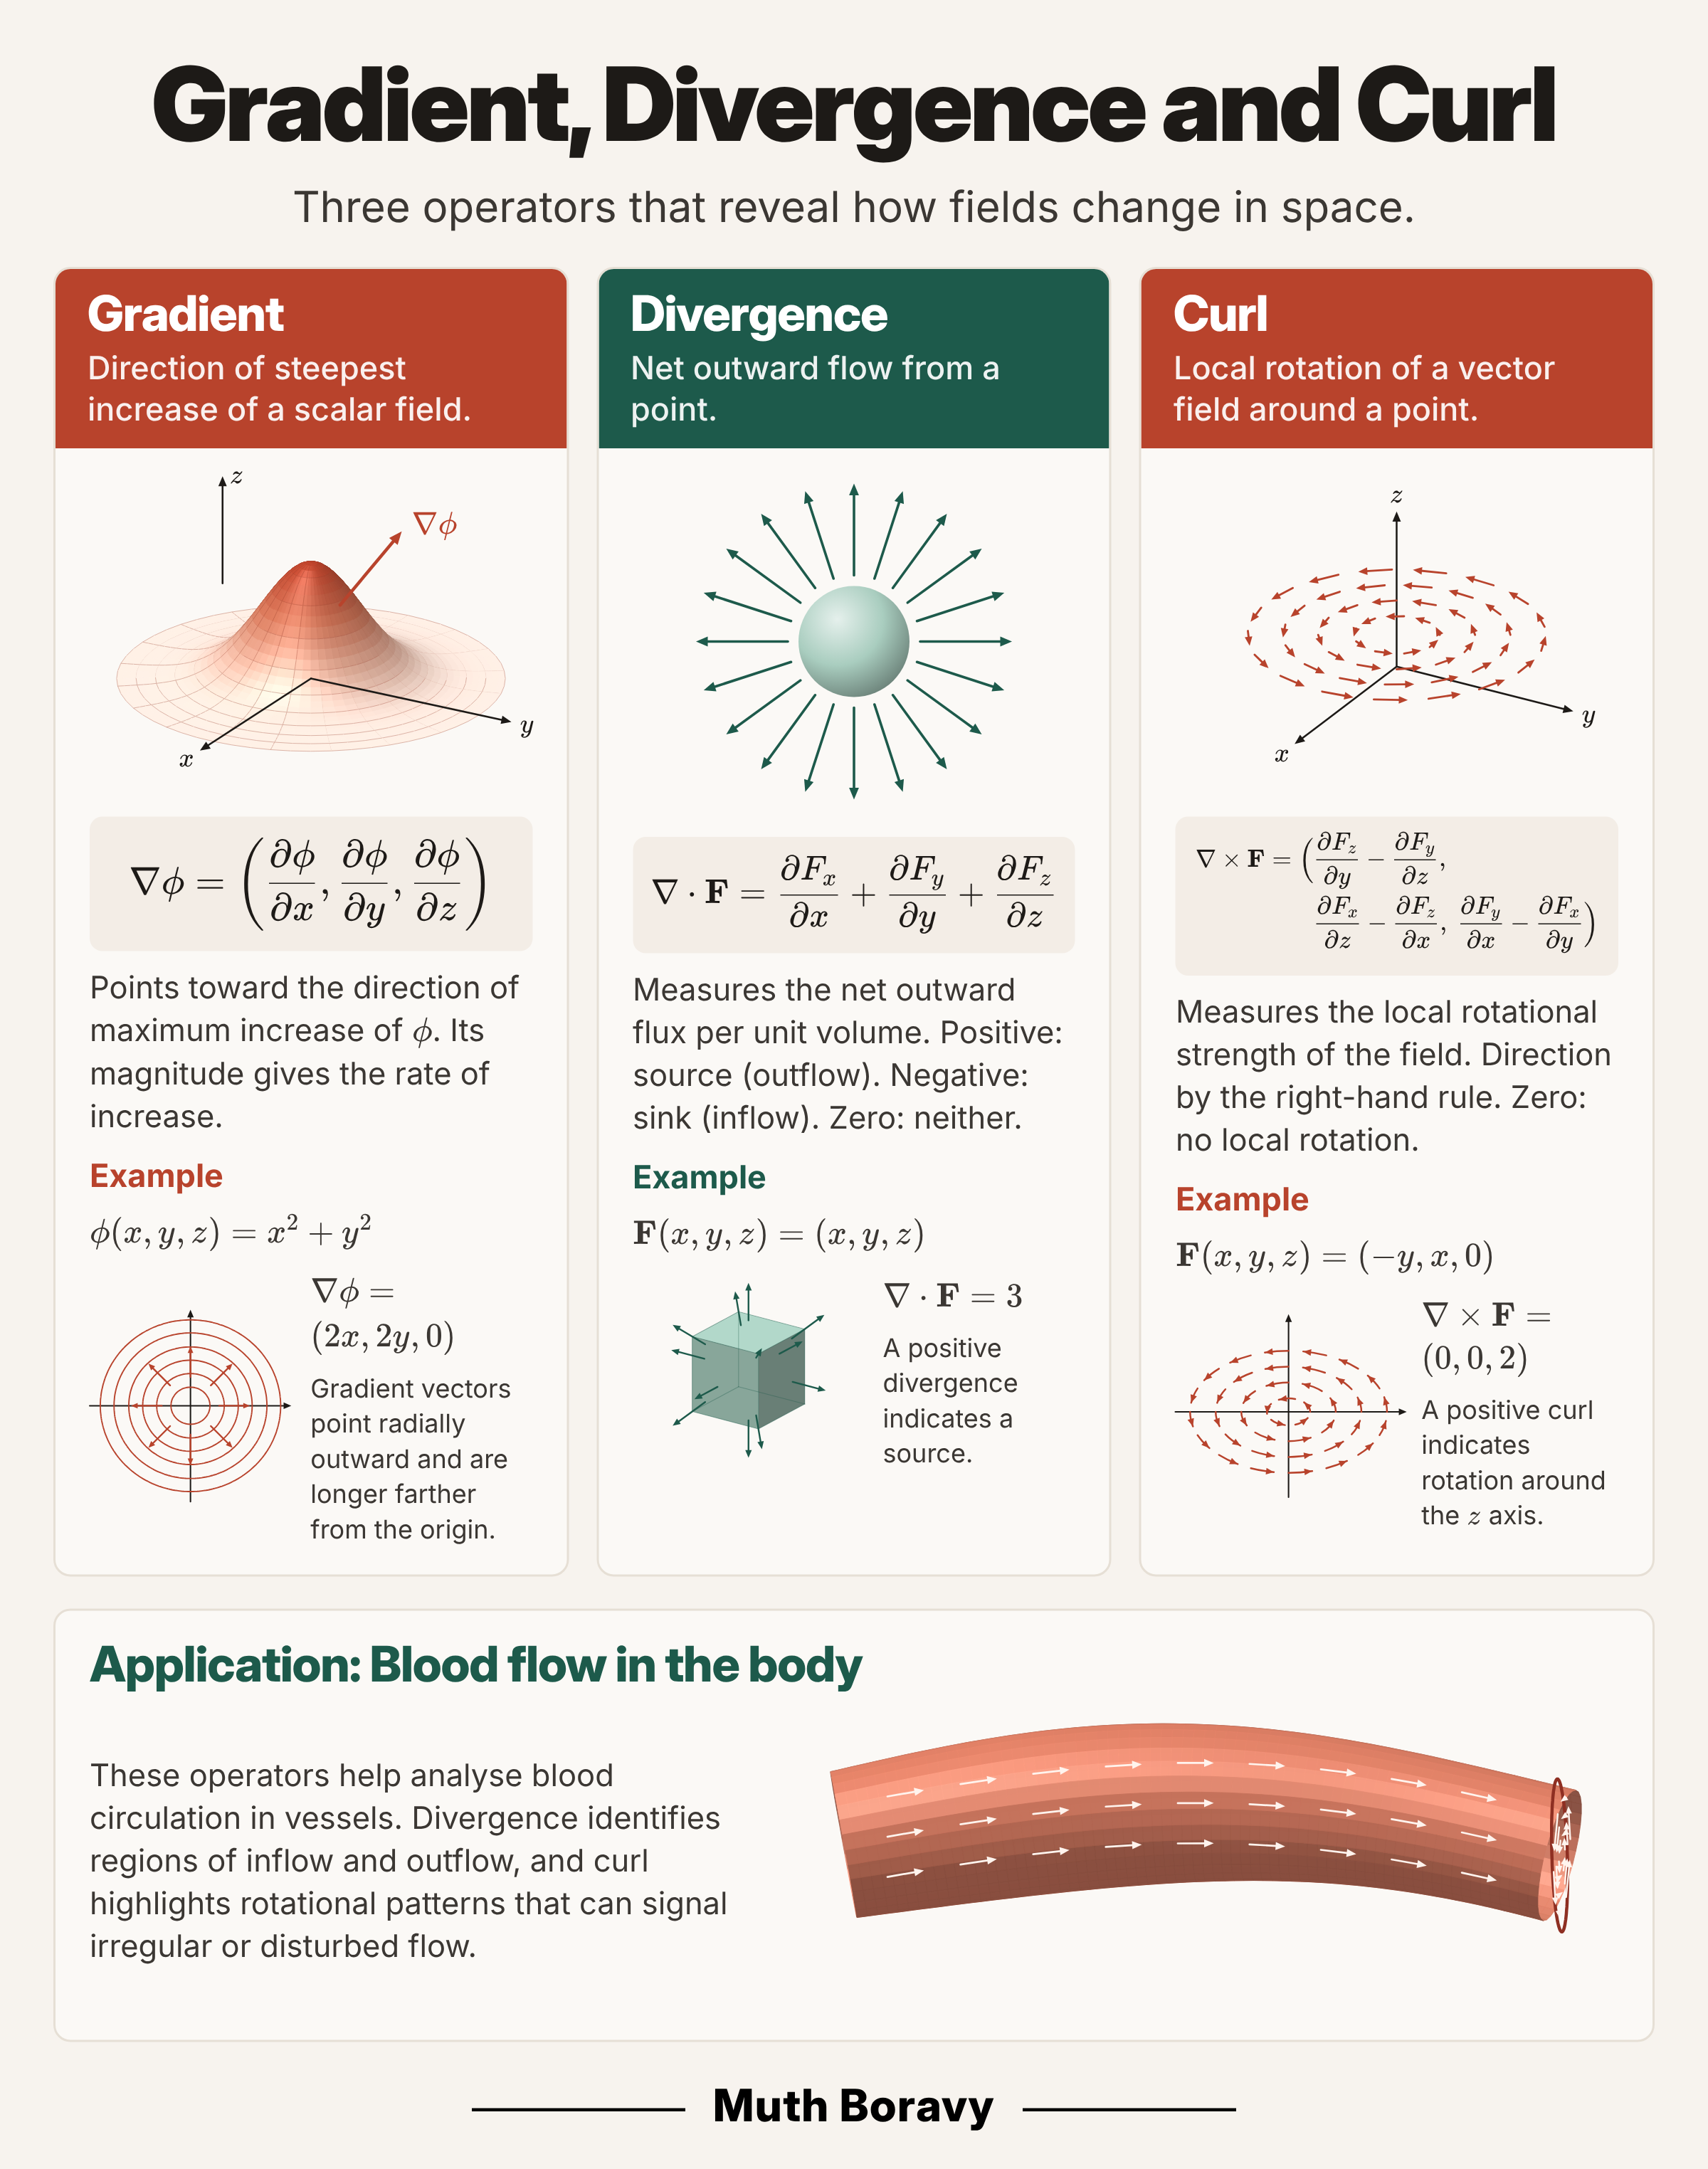 Gradient, Divergence and Curl
Three operators that reveal how fields change in space.
Gradient
Direction of steepest
increase of a scalar field.
z
∇ϕ
y
x
∇ϕ = (∂ϕ/∂x, ∂ϕ/∂y, ∂ϕ/∂z)
Points toward the direction of
maximum increase of ϕ. Its
magnitude gives the rate of
increase.
Example
ϕ(x, y, z) = x² + y²
∇ϕ =
(2x, 2y, 0)
Gradient vectors
point radially
outward and are
longer farther
from the origin.
Divergence
Net outward flow from a
point.
∇ · F = ∂Fₓ/∂x + ∂F_y/∂y + ∂F_z/∂z
Measures the net outward
flux per unit volume. Positive:
source (outflow). Negative:
sink (inflow). Zero: neither.
Example
F(x, y, z) = (x, y, z)
∇ · F = 3
A positive
divergence
indicates a
source.
Curl
Local rotation of a vector
field around a point.
z
y
x
∇ × F = (∂F_z/∂y − ∂F_y/∂z,
∂Fₓ/∂z − ∂F_z/∂x, ∂F_y/∂x − ∂Fₓ/∂y)
Measures the local rotational
strength of the field. Direction
by the right-hand rule. Zero:
no local rotation.
Example
F(x, y, z) = (−y, x, 0)
∇ × F =
(0, 0, 2)
A positive curl
indicates
rotation around
the z axis.
Application: Blood flow in the body
These operators help analyse blood
circulation in vessels. Divergence identifies
regions of inflow and outflow, and curl
highlights rotational patterns that can signal
irregular or disturbed flow.
Muth Boravy